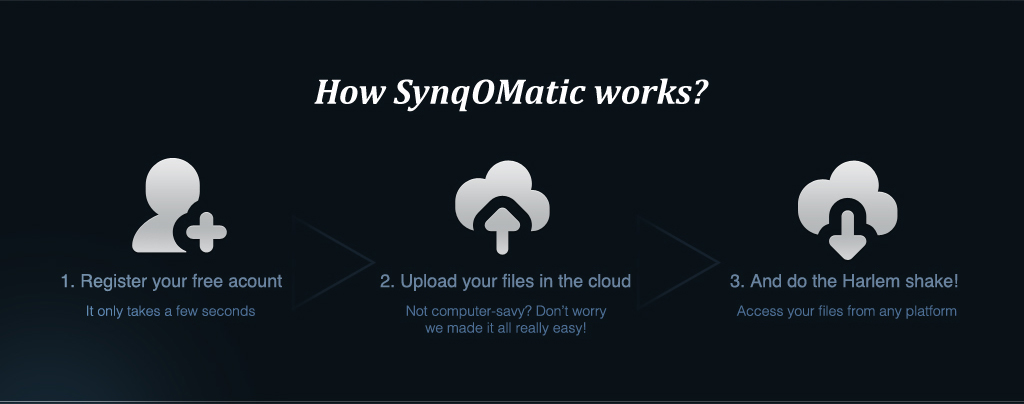 How SynqOMatic works?
1. Register your free acount
It only takes a few seconds
2. Upload your files in the cloud
Not computer-savy? Don't worry
we made it all really easy!
3. And do the Harlem shake!
Access your files from any platform